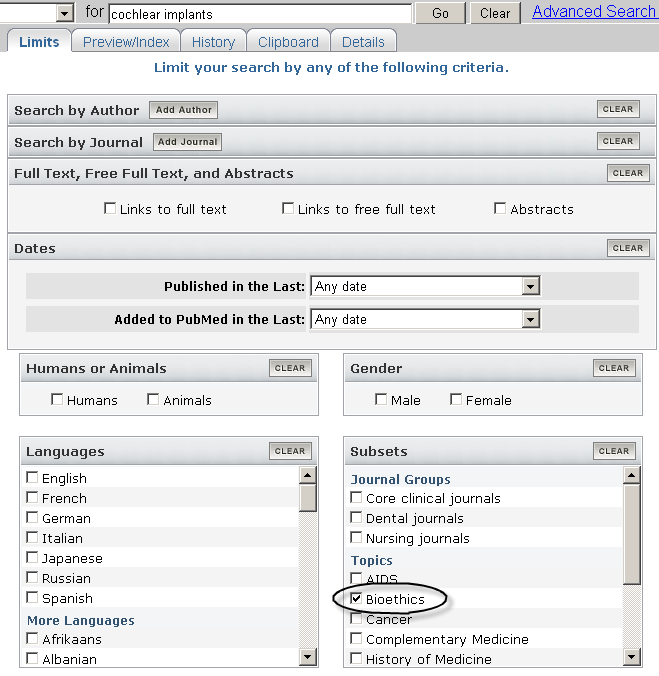 for cochlear implants Go Clear Advanced Search
Limits Preview/Index History Clipboard Details
Limit your search by any of the following criteria.
Search by Author Add Author CLEAR
Search by Journal Add Journal CLEAR
Full Text, Free Full Text, and Abstracts CLEAR
Links to full text Links to free full text Abstracts
Dates CLEAR
Published in the Last: Any date
Added to PubMed in the Last: Any date
Humans or Animals CLEAR
Humans Animals
Gender CLEAR
Male Female
Languages CLEAR
English
French
German
Italian
Japanese
Russian
Spanish
More Languages
Afrikaans
Albanian
Subsets CLEAR
Journal Groups
Core clinical journals
Dental journals
Nursing journals
Topics
AIDS
Bioethics
Cancer
Complementary Medicine
History of Medicine